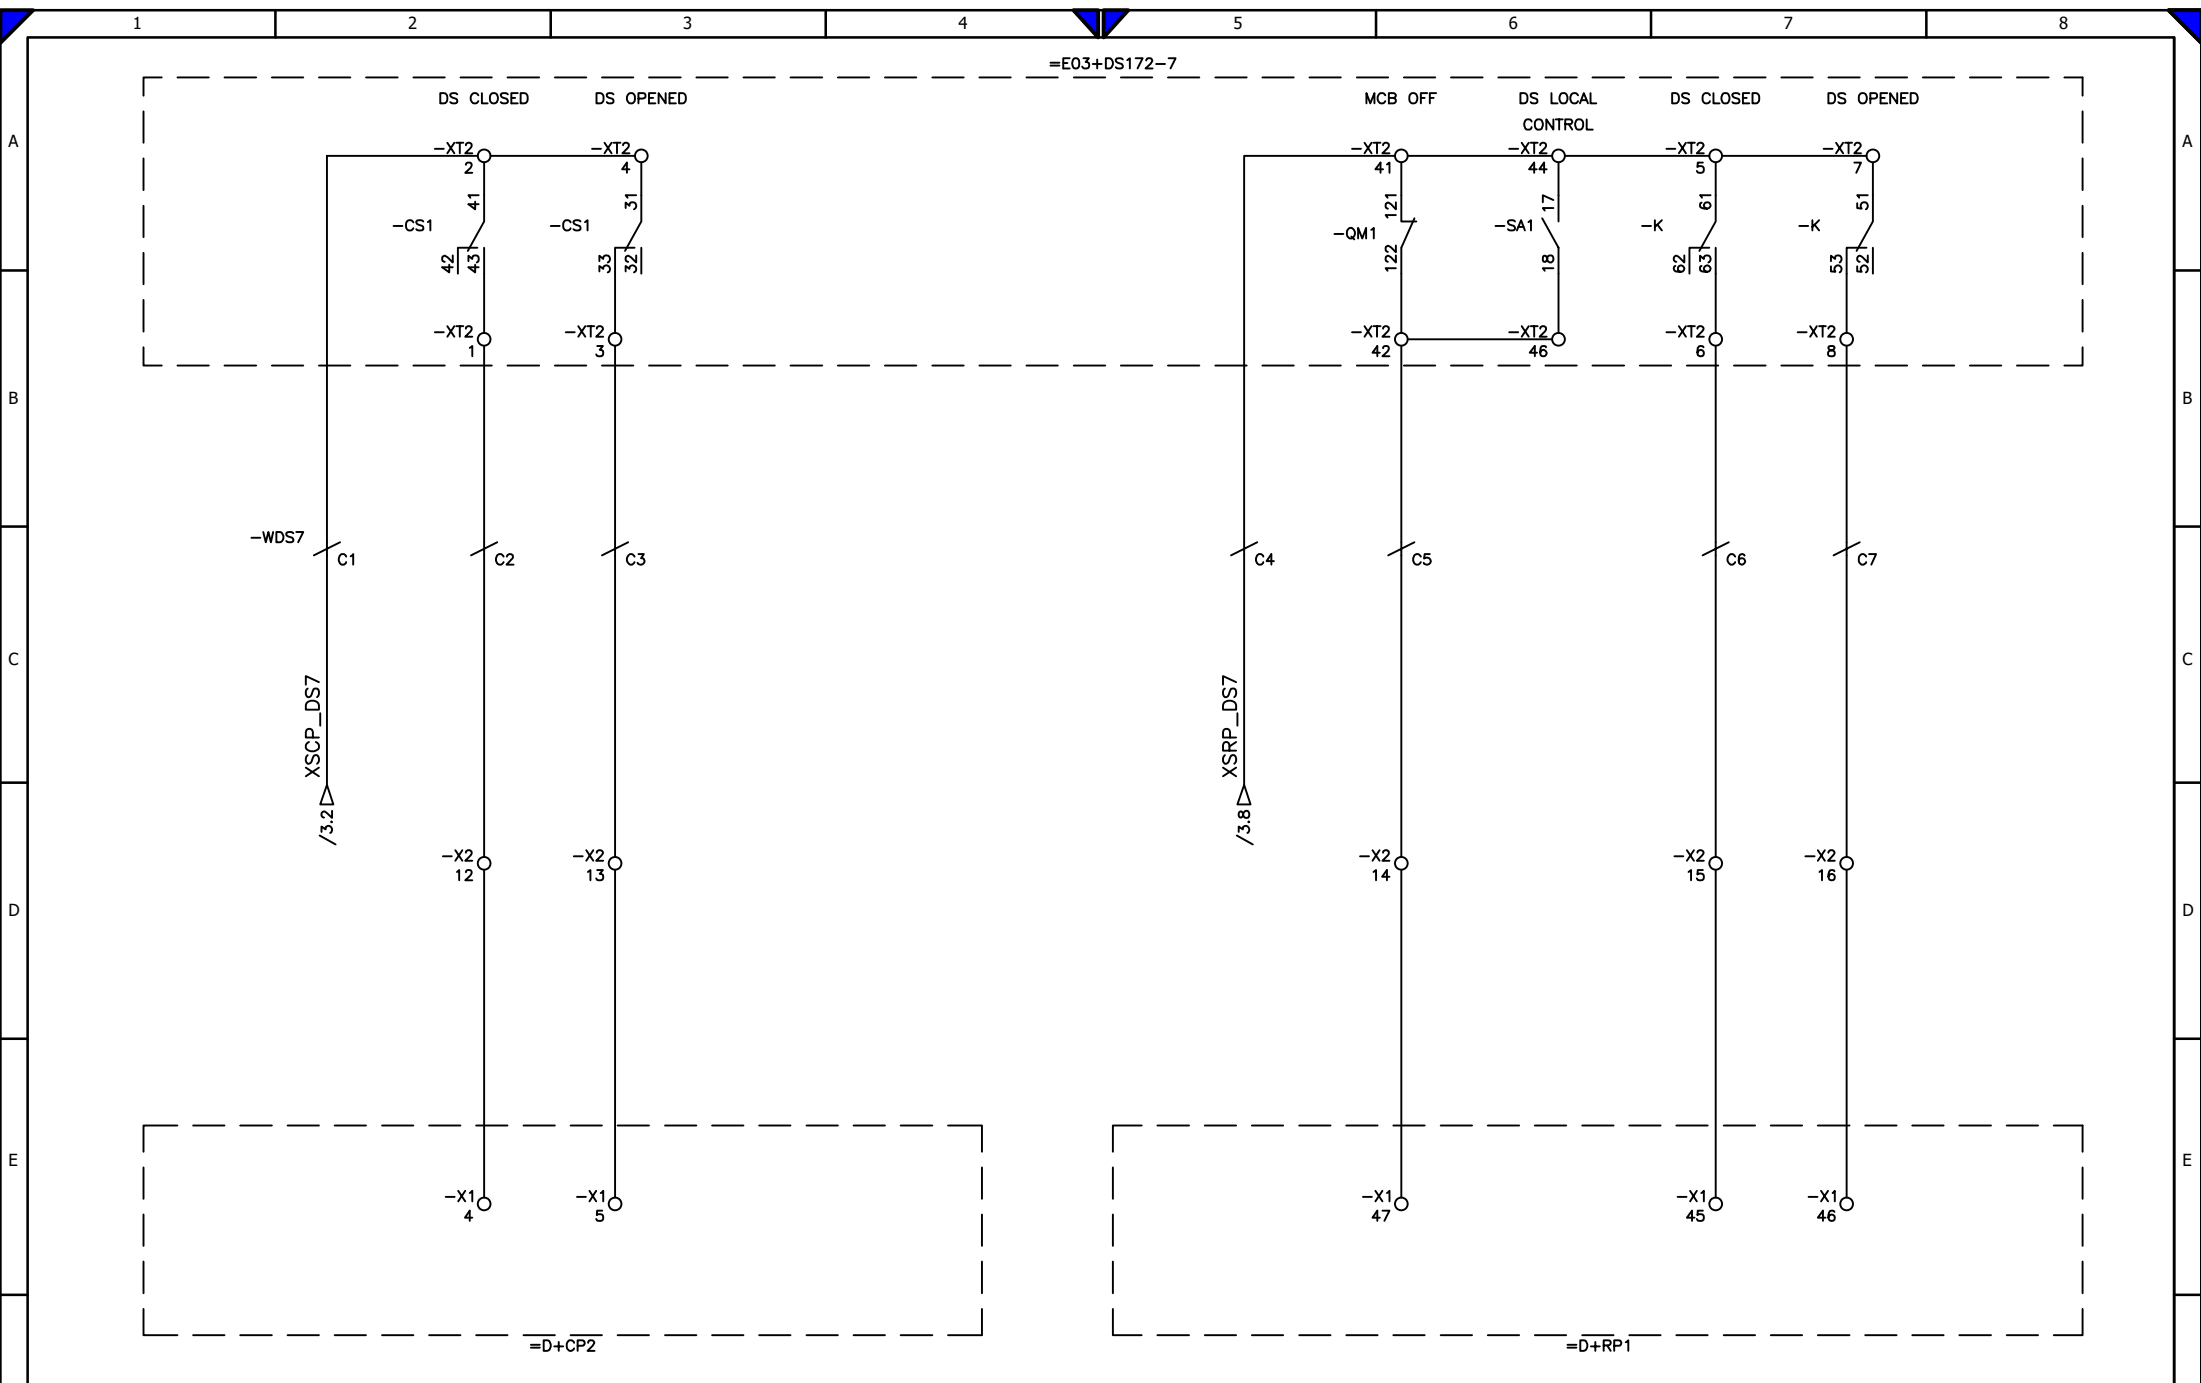 1 2 3 4 5 6 7 8
=E03+DS172-7
DS CLOSED DS OPENED MCB OFF DS LOCAL CONTROL DS CLOSED DS OPENED
A A
-XT2 2 -XT2 4 -XT2 41 -XT2 44 -XT2 5 -XT2 7
41 31 121 17 61 51
-CS1 -CS1 -QM1 -SA1 -K -K
42 43 33 32 122 18 62 63 53 52
-XT2 1 -XT2 3 -XT2 42 -XT2 46 -XT2 6 -XT2 8
B B
-WDS7
C1 C2 C3 C4 C5 C6 C7
C C
XSCP_DS7 XSRP_DS7
/3.2 /3.8
-X2 12 -X2 13 -X2 14 -X2 15 -X2 16
D D
E E
-X1 4 -X1 5 -X1 47 -X1 45 -X1 46
=D+CP2 =D+RP1